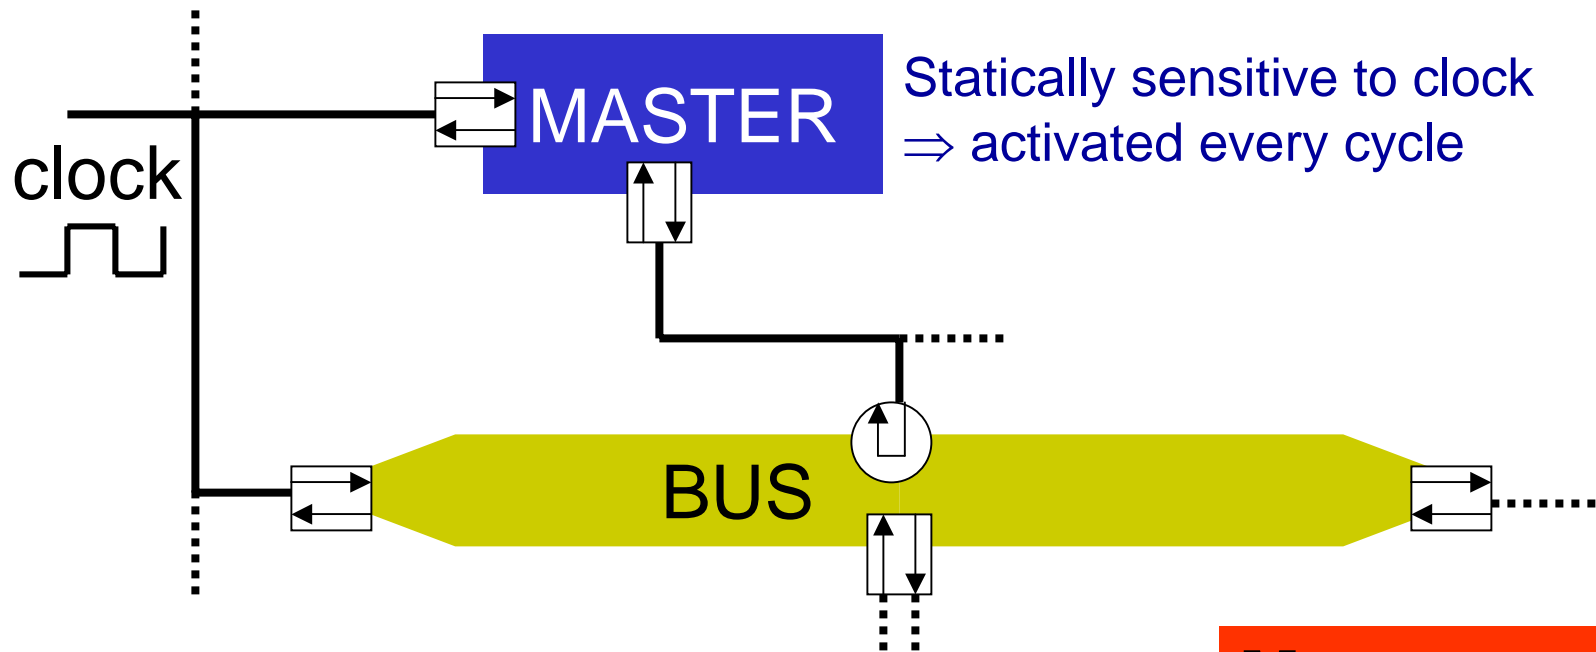 MASTER
Statically sensitive to clock
⇒ activated every cycle
clock
BUS